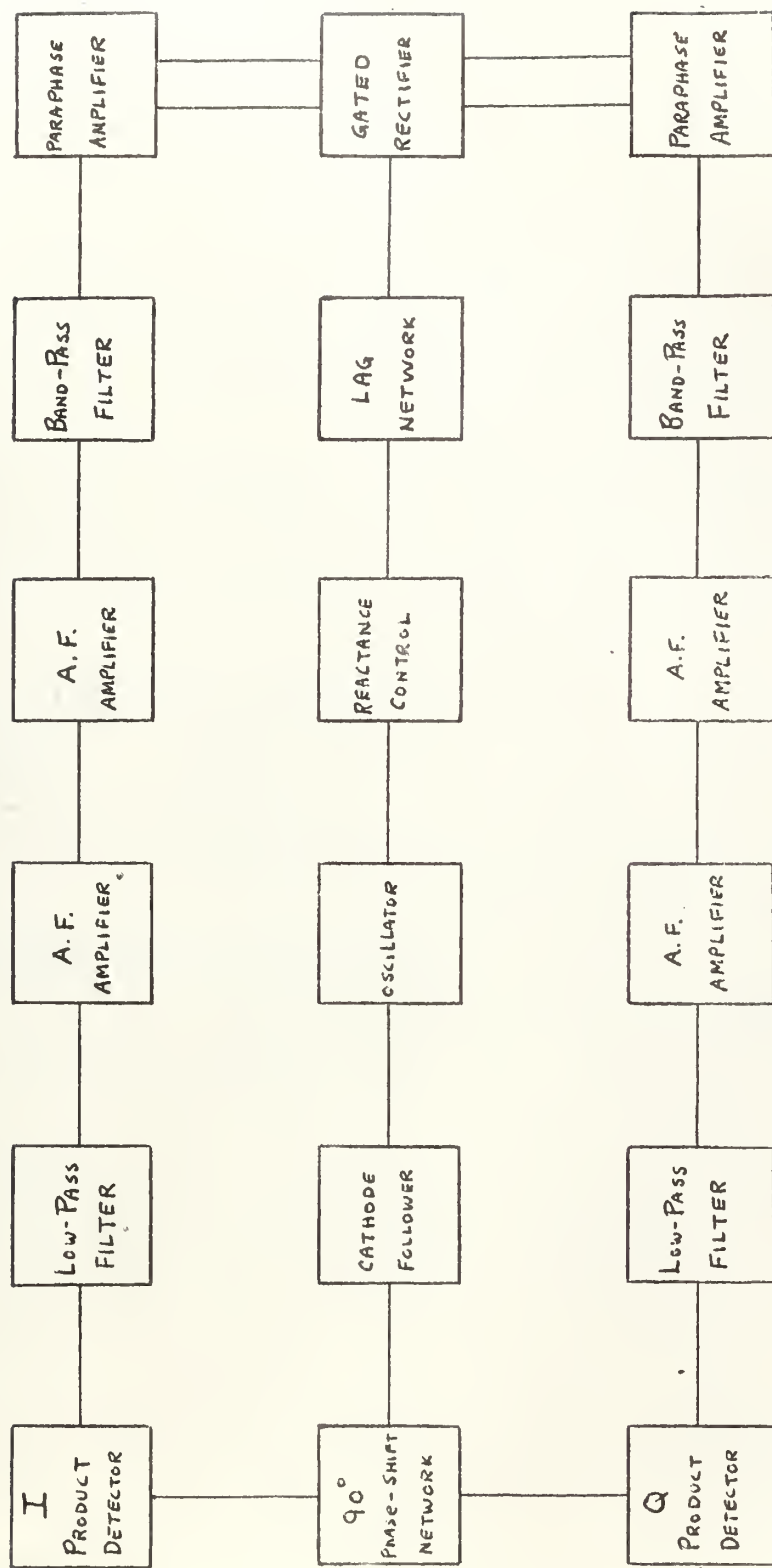 I
PRODUCT
DETECTOR
LOW-PASS
FILTER
A.F.
AMPLIFIER
A.F.
AMPLIFIER
BAND-PASS
FILTER
PARAPHASE
AMPLIFIER
90°
PHASE-SHIFT
NETWORK
CATHODE
FOLLOWER
OSCILLATOR
REACTANCE
CONTROL
LAG
NETWORK
GATED
RECTIFIER
Q
PRODUCT
DETECTOR
LOW-PASS
FILTER
A.F.
AMPLIFIER
A.F.
AMPLIFIER
BAND-PASS
FILTER
PARAPHASE
AMPLIFIER